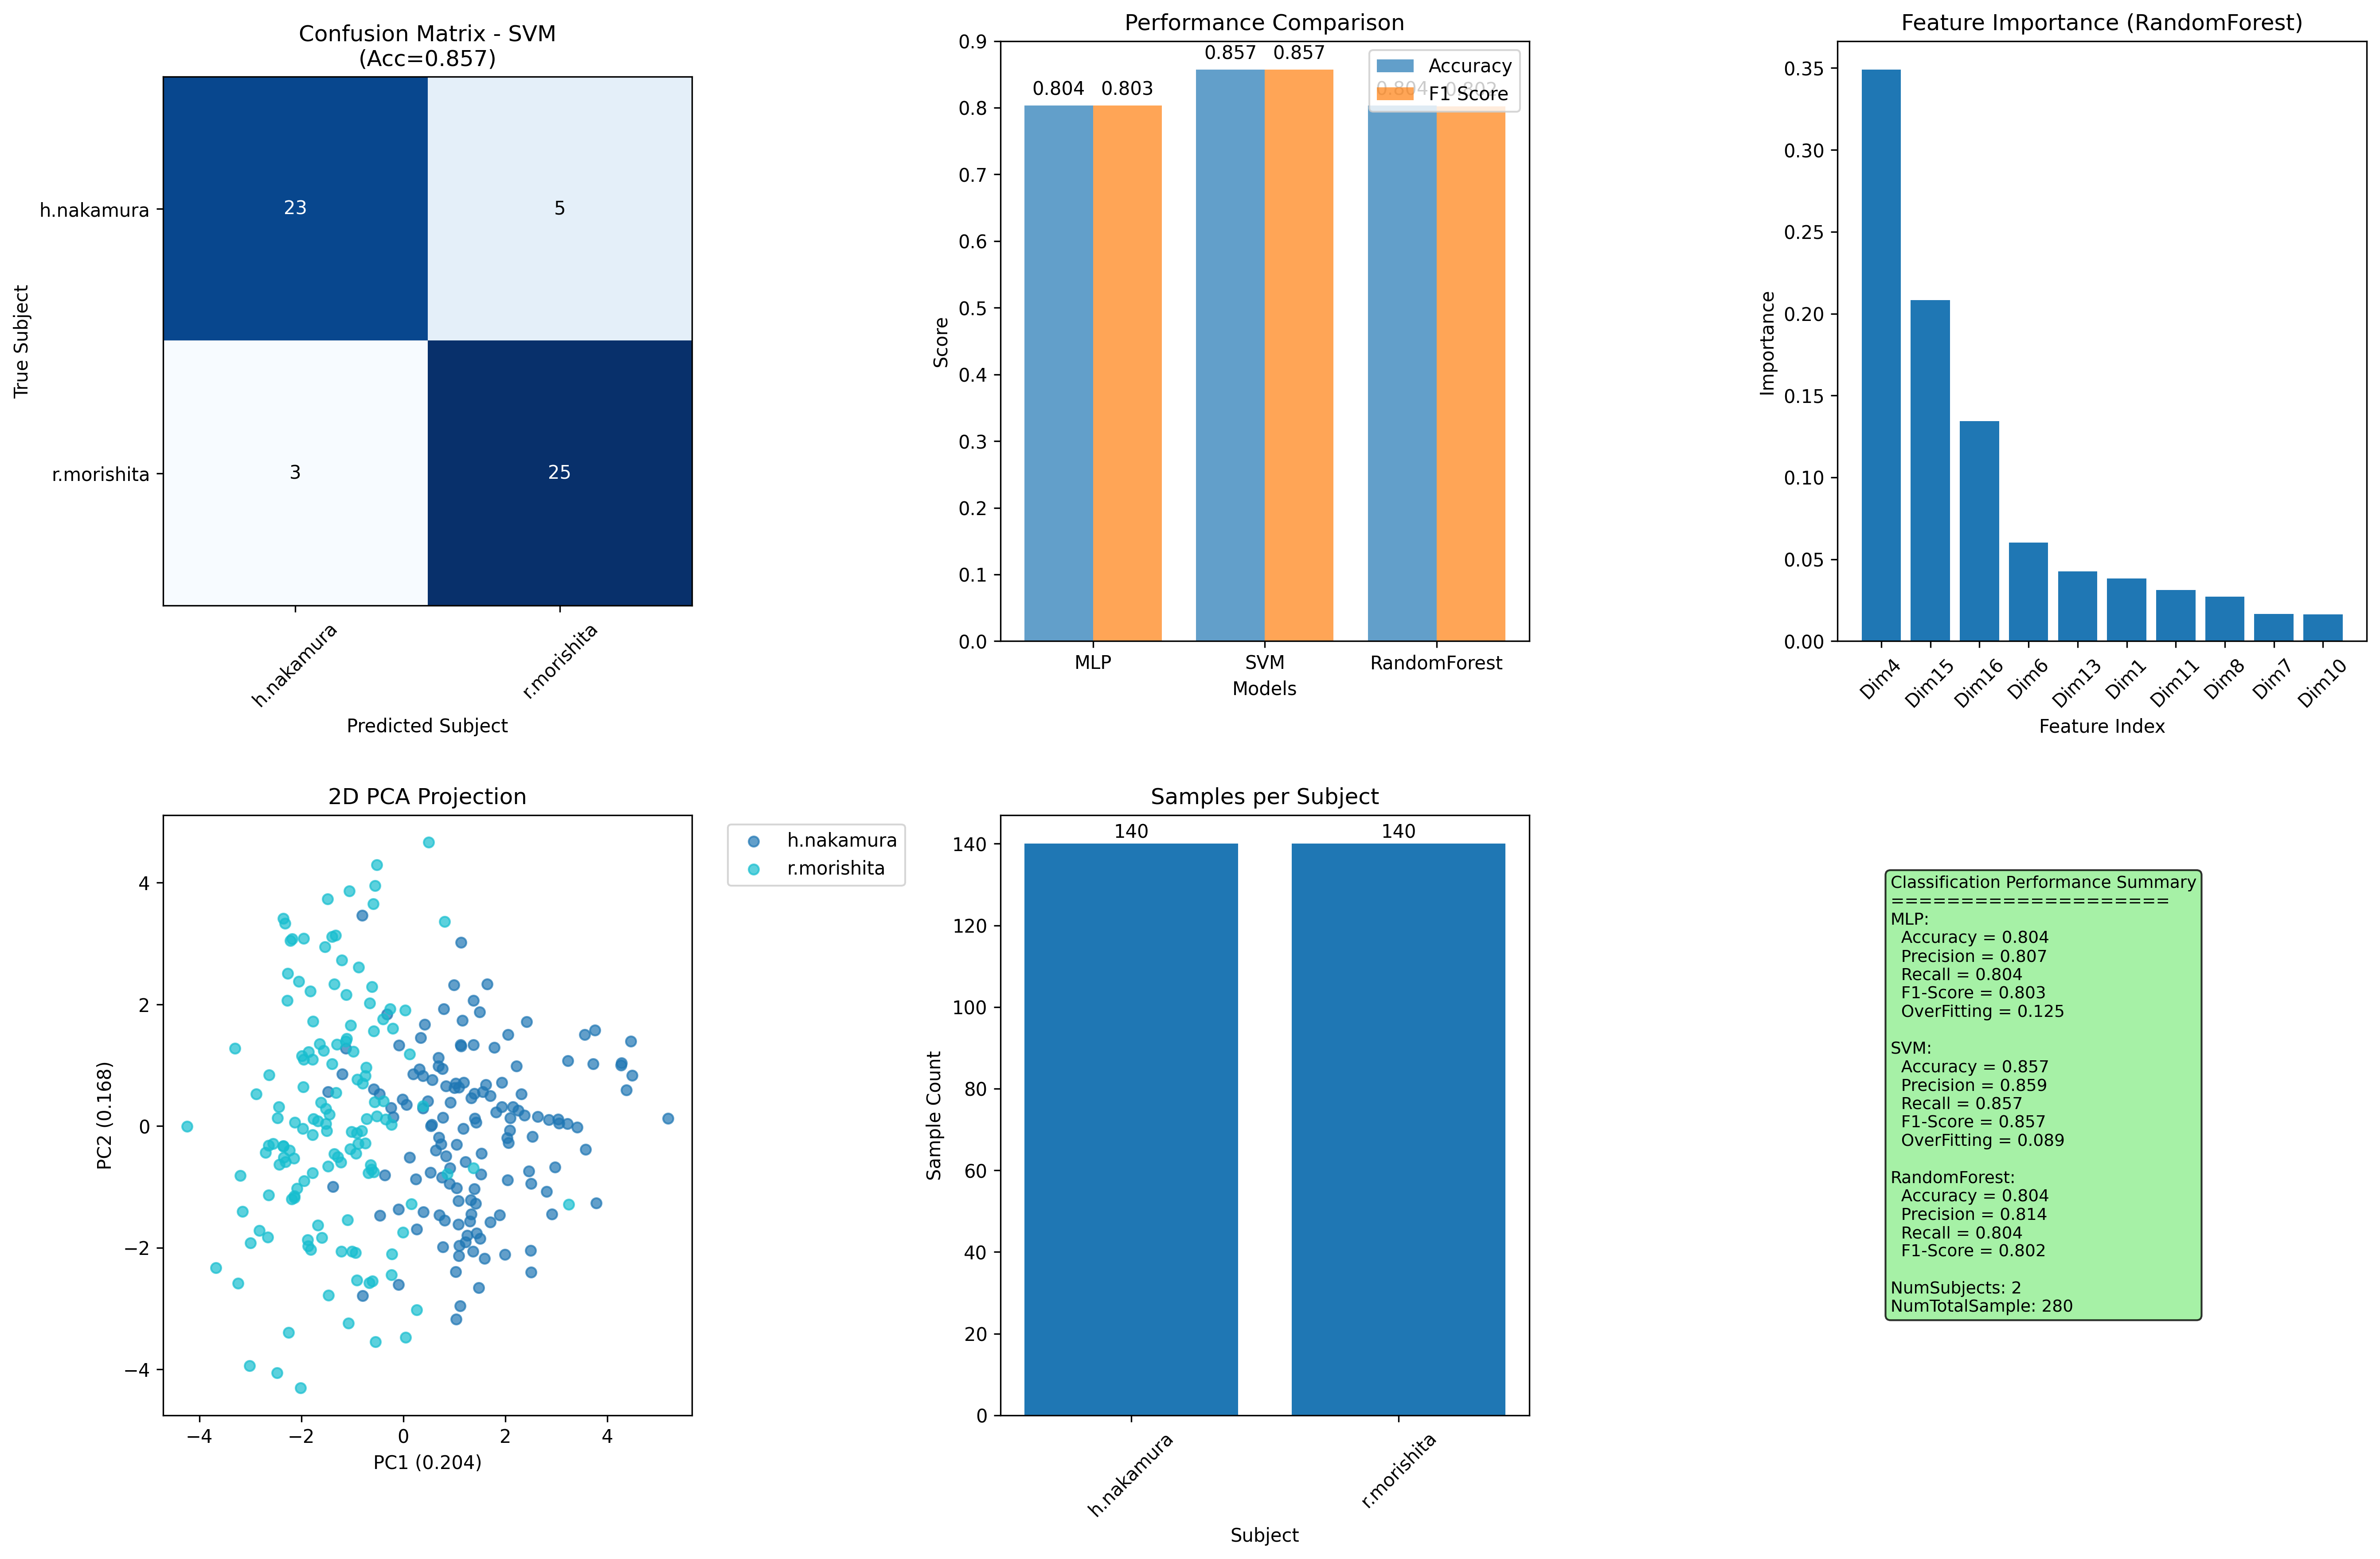 Confusion Matrix - SVM
(Acc=0.857)
True Subject
h.nakamura
r.morishita
23
5
3
25
h.nakamura
r.morishita
Predicted Subject
Performance Comparison
Score
0.9
0.8
0.7
0.6
0.5
0.4
0.3
0.2
0.1
0.0
0.804
0.803
0.857
0.857
0.804
0.802
Accuracy
F1 Score
MLP
SVM
RandomForest
Models
Feature Importance (RandomForest)
Importance
0.35
0.30
0.25
0.20
0.15
0.10
0.05
0.00
Dim4
Dim15
Dim16
Dim6
Dim13
Dim1
Dim11
Dim8
Dim7
Dim10
Feature Index
2D PCA Projection
PC2 (0.168)
4
2
0
−2
−4
−4
−2
0
2
4
PC1 (0.204)
h.nakamura
r.morishita
Samples per Subject
Sample Count
140
120
100
80
60
40
20
0
140
140
h.nakamura
r.morishita
Subject
Classification Performance Summary
====================
MLP:
Accuracy = 0.804
Precision = 0.807
Recall = 0.804
F1-Score = 0.803
OverFitting = 0.125
SVM:
Accuracy = 0.857
Precision = 0.859
Recall = 0.857
F1-Score = 0.857
OverFitting = 0.089
RandomForest:
Accuracy = 0.804
Precision = 0.814
Recall = 0.804
F1-Score = 0.802
NumSubjects: 2
NumTotalSample: 280